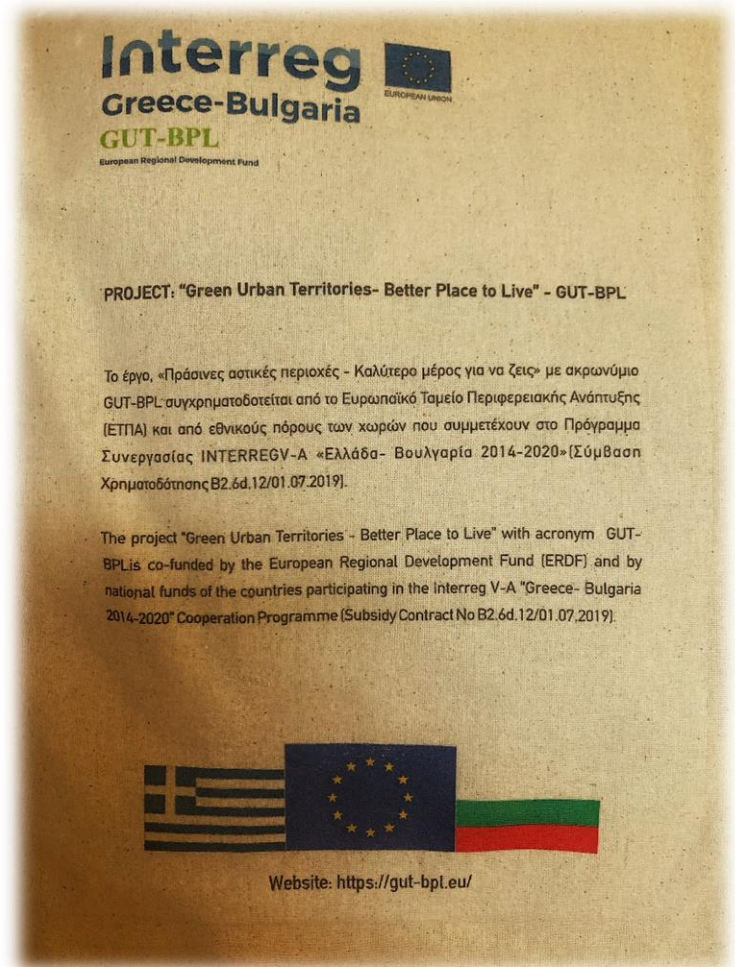 Interreg
EUROPEAN UNION
Greece-Bulgaria
GUT-BPL
European Regional Development Fund
PROJECT: "Green Urban Territories- Better Place to Live" - GUT-BPL
Το έργο, «Πράσινες αστικές περιοχές - Καλύτερο μέρος για να ζεις» με ακρωνύμιο
GUT-BPL συγχρηματοδοτείται από το Ευρωπαϊκό Ταμείο Περιφερειακής Ανάπτυξης
(ΕΤΠΑ) και από εθνικούς πόρους των χωρών που συμμετέχουν στο Πρόγραμμα
Συνεργασίας INTERREGV-A «Ελλάδα- Βουλγαρία 2014-2020» (Σύμβαση
Χρηματοδότησης B2.6d.12/01.07.2019).
The project "Green Urban Territories - Better Place to Live" with acronym GUT-
BPLis co-funded by the European Regional Development Fund (ERDF) and by
national funds of the countries participating in the Interreg V-A "Greece- Bulgaria
2014-2020" Cooperation Programme (Subsidy Contract No B2.6d.12/01.07.2019).
Website: https://gut-bpl.eu/